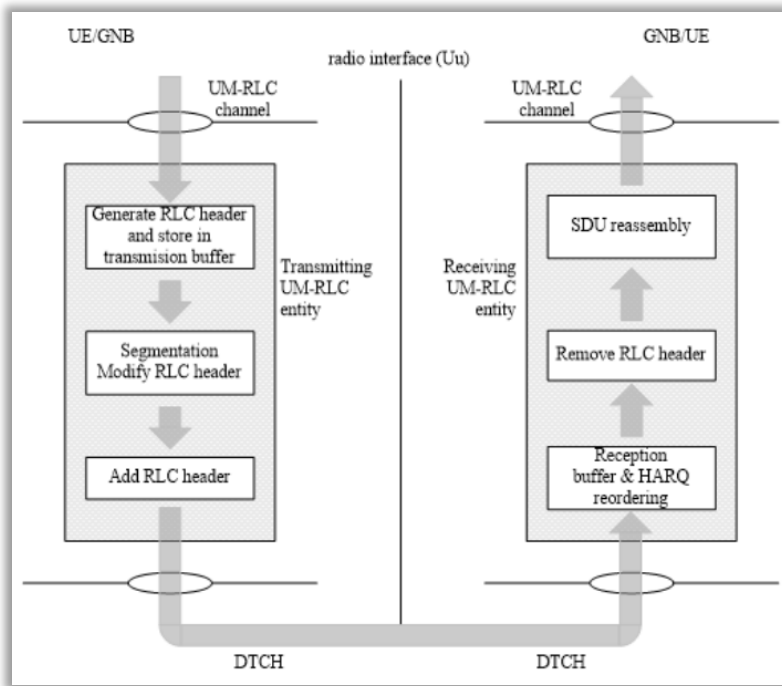 UE/GNB
GNB/UE
radio interface (Uu)
UM-RLC
channel
UM-RLC
channel
Generate RLC header
and store in
transmision buffer
Transmitting
UM-RLC
entity
Segmentation
Modify RLC header
Add RLC header
Receiving
UM-RLC
entity
SDU reassembly
Remove RLC header
Reception
buffer & HARQ
reordering
DTCH
DTCH